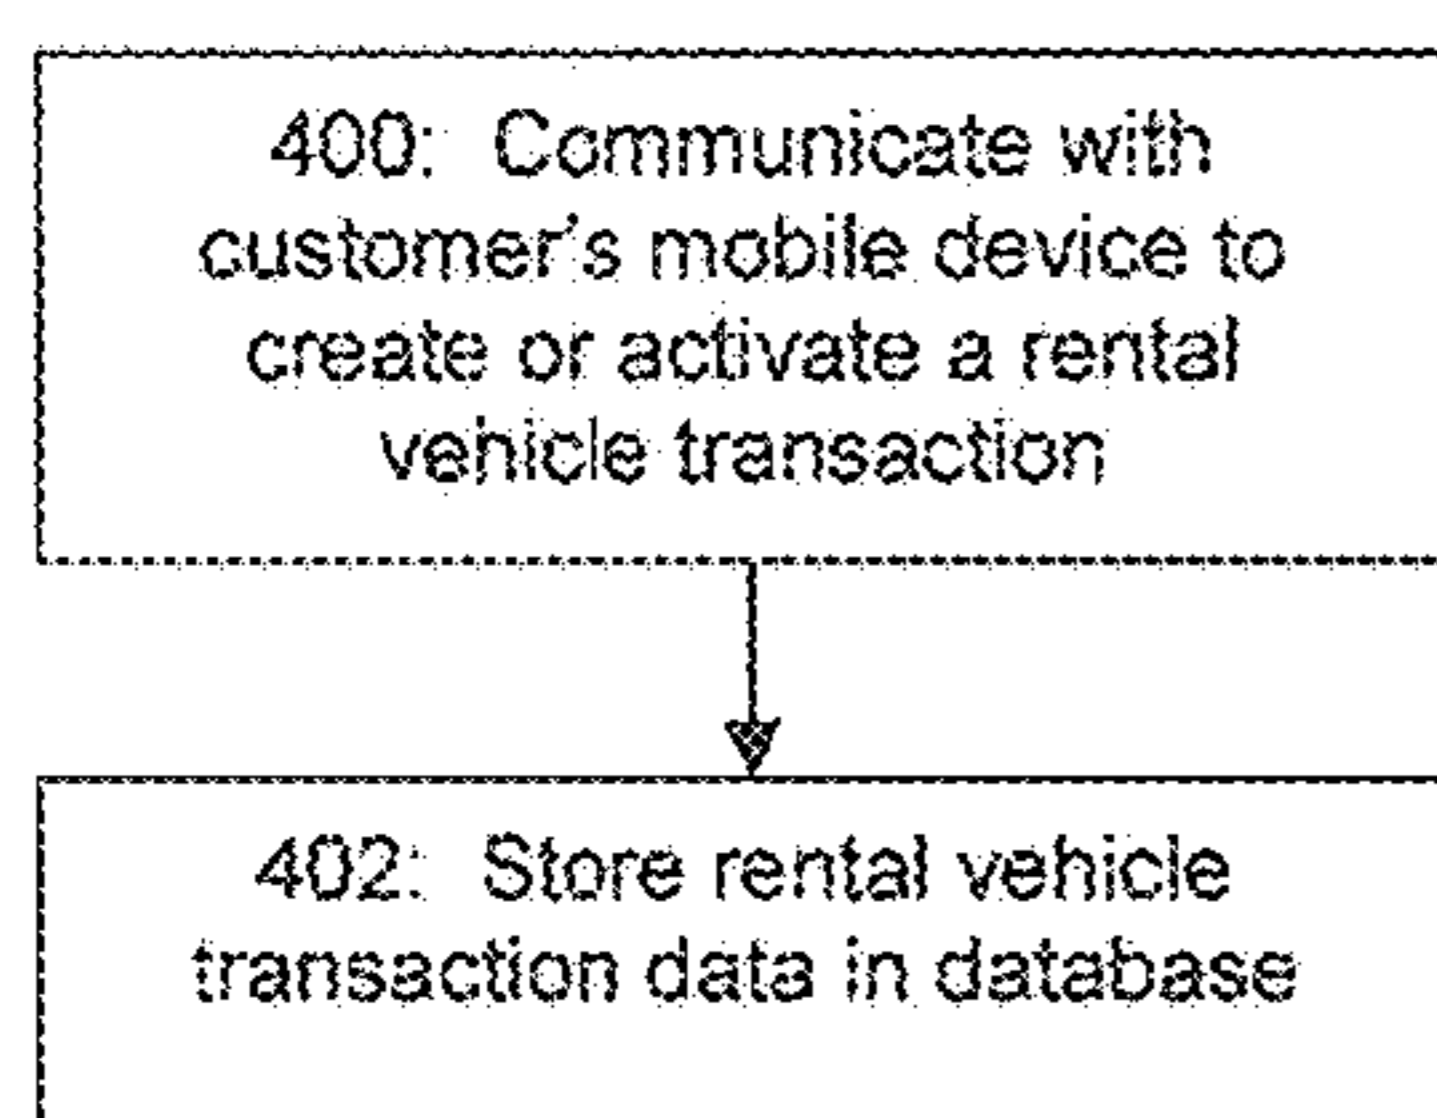 400: Communicate with
customer's mobile device to
create or activate a rental
vehicle transaction
402: Store rental vehicle
transaction data in database